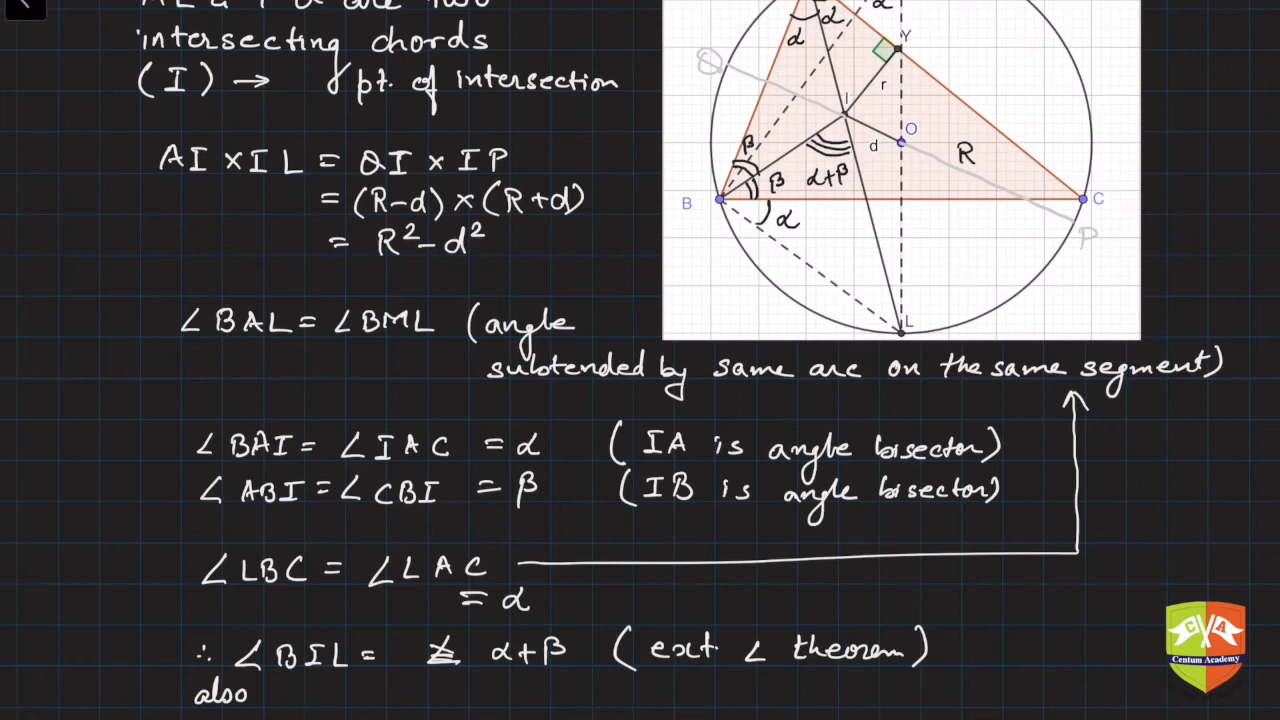 intersecting chords
(I) → pt. of intersection
AI × IL = QI × IP
= (R-d) × (R+d)
= R² - d²
∠BAL = ∠BML (angle
subtended by same arc on the same segment)
∠BAI = ∠IAC = α (IA is angle bisector)
∠ABI = ∠CBI = β (IB is angle bisector)
∠LBC = ∠LAC
= α
∴ ∠BIL = α+β (ext. ∠ theorem)
also
α
α
α
Y
Q
I
r
O
β
d
R
β
α+β
B
C
α
P
L
C A
Centum Academy